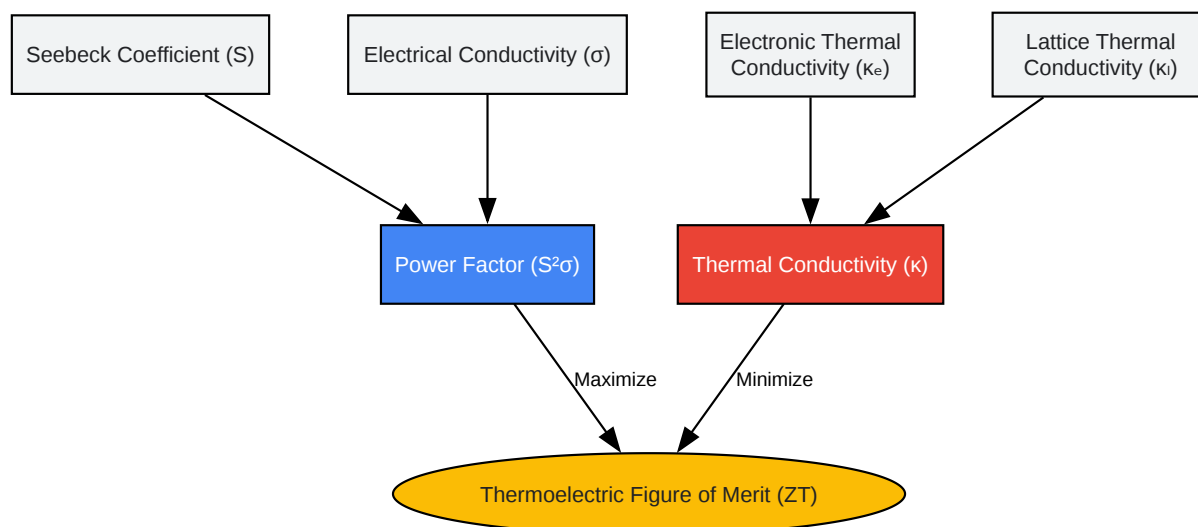 Seebeck Coefficient (S)
Electrical Conductivity (σ)
Electronic Thermal
Conductivity (κₑ)
Lattice Thermal
Conductivity (κₗ)
Power Factor (S²σ)
Thermal Conductivity (κ)
Maximize
Minimize
Thermoelectric Figure of Merit (ZT)